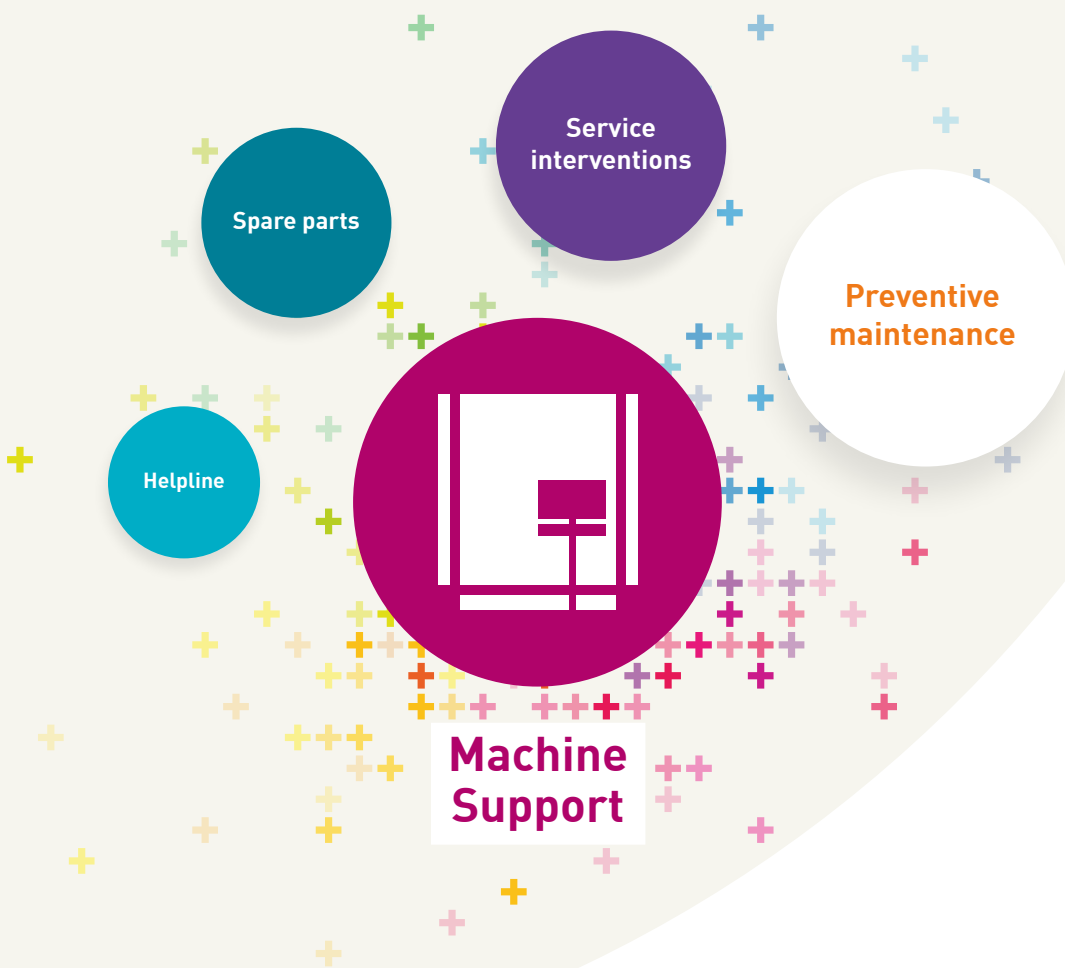 Service
interventions
Spare parts
Preventive
maintenance
Helpline
Machine
Support